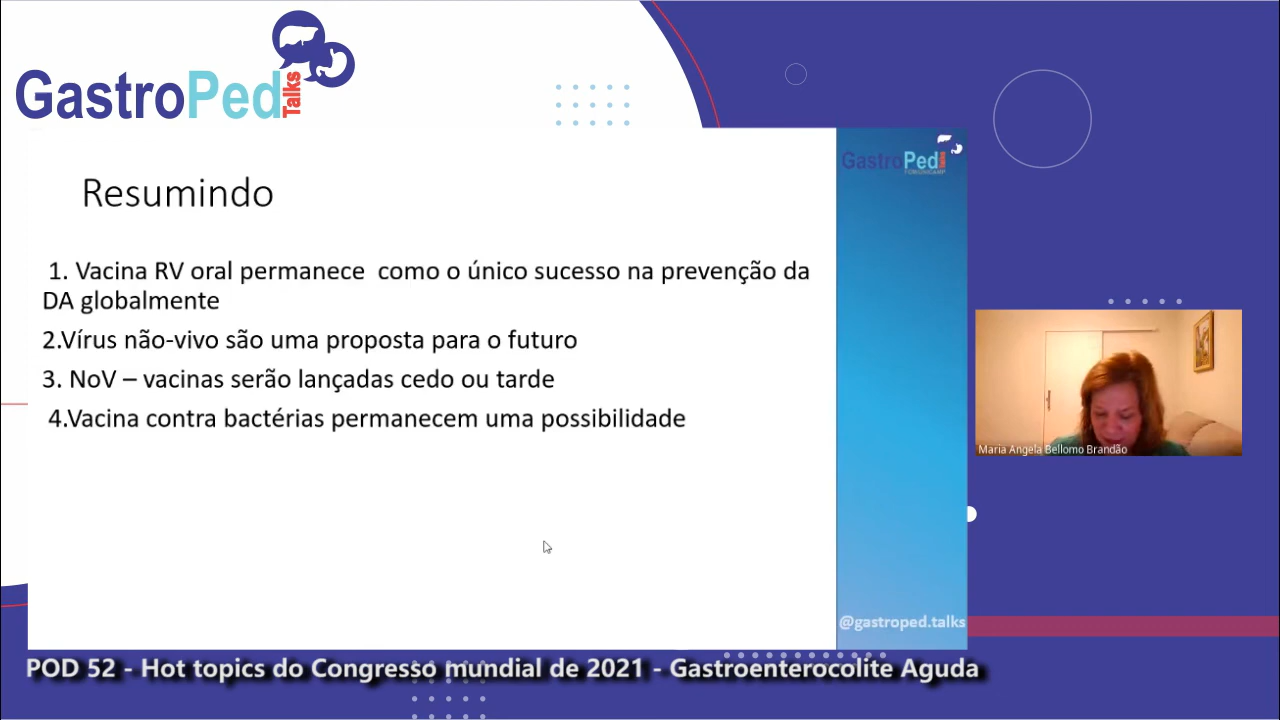 GastroPed Talks
GastroPed Talks
Resumindo
1. Vacina RV oral permanece como o único sucesso na prevenção da
DA globalmente
2.Vírus não-vivo são uma proposta para o futuro
3. NoV – vacinas serão lançadas cedo ou tarde
4.Vacina contra bactérias permanecem uma possibilidade
Maria Angela Bellomo Brandão
@gastroped.talks
POD 52 - Hot topics do Congresso mundial de 2021 - Gastroenterocolite Aguda